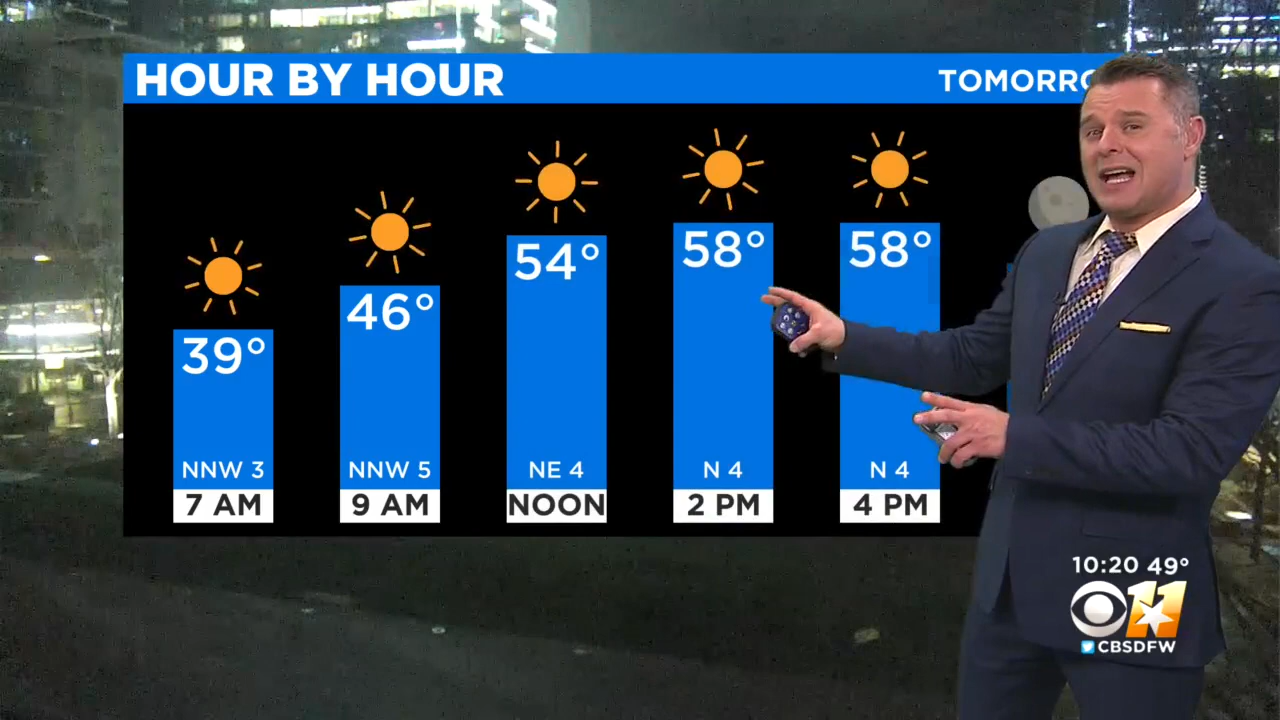 HOUR BY HOUR
TOMORRO
39° 46° 54° 58° 58°
NNW 3 NNW 5 NE 4 N 4 N 4
7 AM 9 AM NOON 2 PM 4 PM
10:20 49°
11
CBSDFW